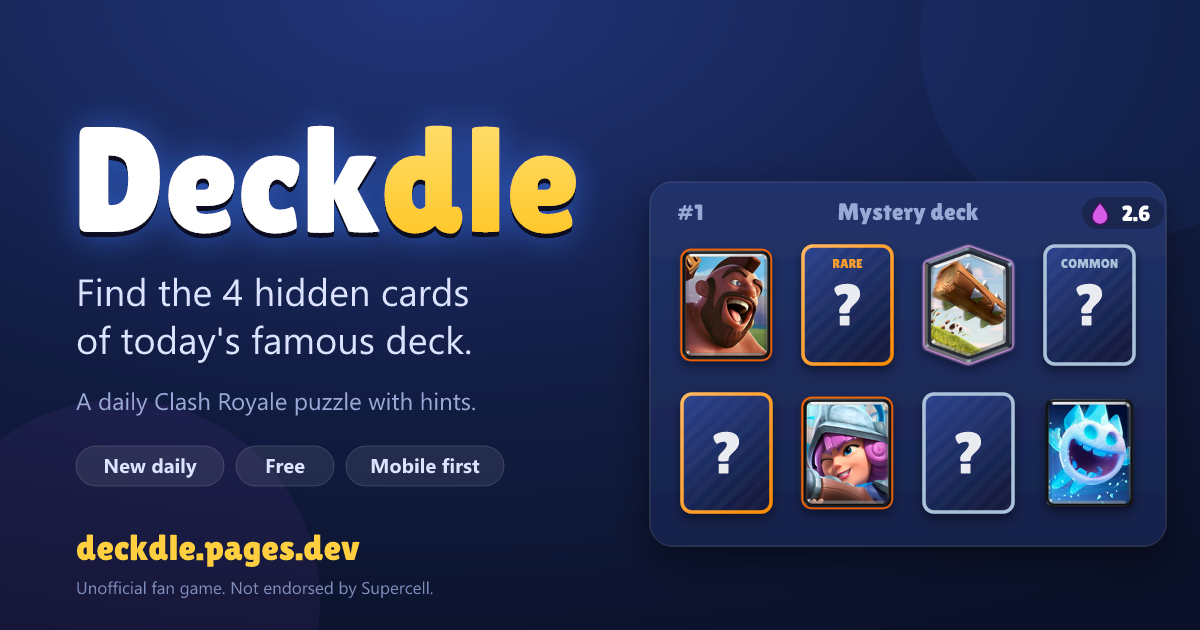 Deckdle
Find the 4 hidden cards
of today's famous deck.
A daily Clash Royale puzzle with hints.
New daily
Free
Mobile first
deckdle.pages.dev
Unofficial fan game. Not endorsed by Supercell.
#1
Mystery deck
2.6
RARE
?
COMMON
?
?
?